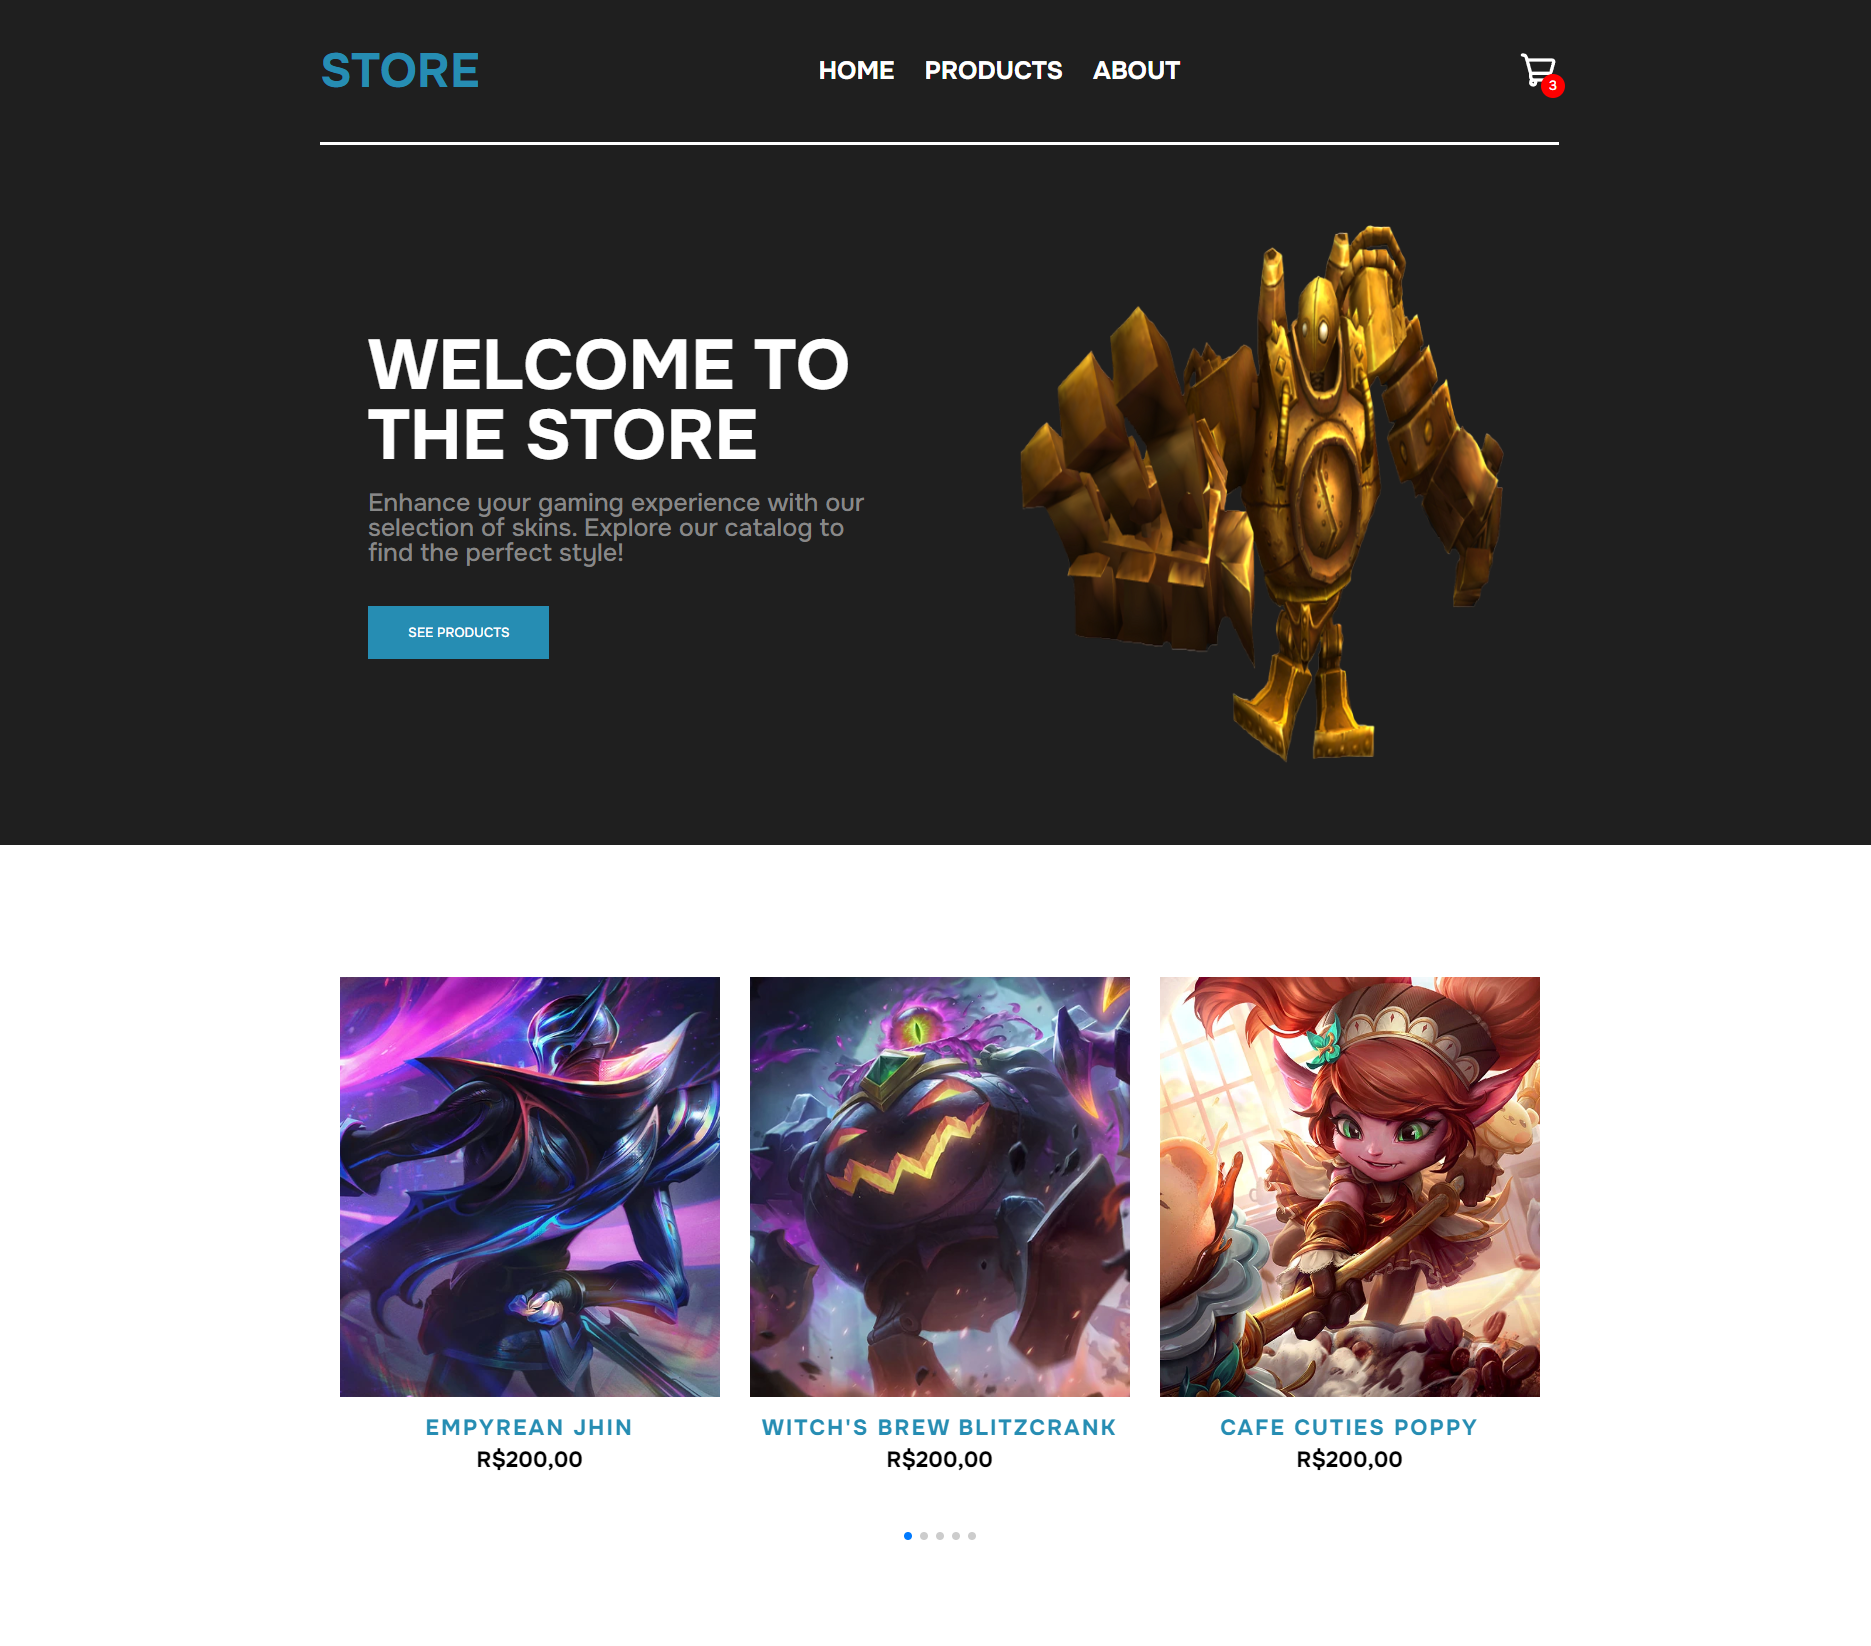 STORE
HOME PRODUCTS ABOUT
3
WELCOME TO
THE STORE
Enhance your gaming experience with our
selection of skins. Explore our catalog to
find the perfect style!
SEE PRODUCTS
EMPYREAN JHIN
R$200,00
WITCH'S BREW BLITZCRANK
R$200,00
CAFE CUTIES POPPY
R$200,00